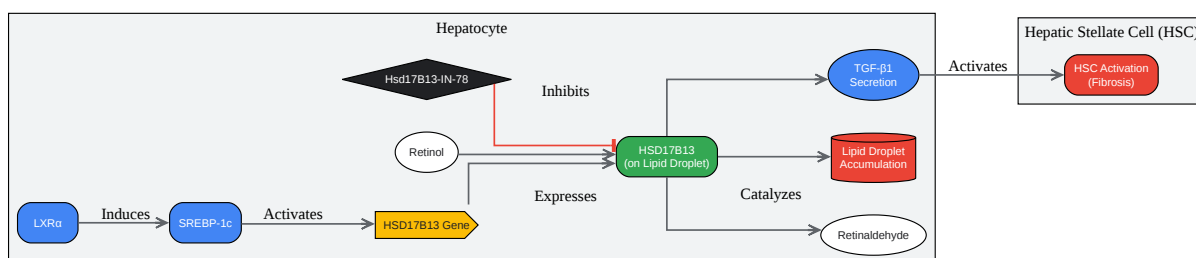 Hepatocyte
Hepatic Stellate Cell (HSC)
Hsd17B13-IN-78
Inhibits
TGF-β1
Secretion
Activates
HSC Activation
(Fibrosis)
Retinol
HSD17B13
(on Lipid Droplet)
Lipid Droplet
Accumulation
Expresses
Catalyzes
LXRα
Induces
SREBP-1c
Activates
HSD17B13 Gene
Retinaldehyde